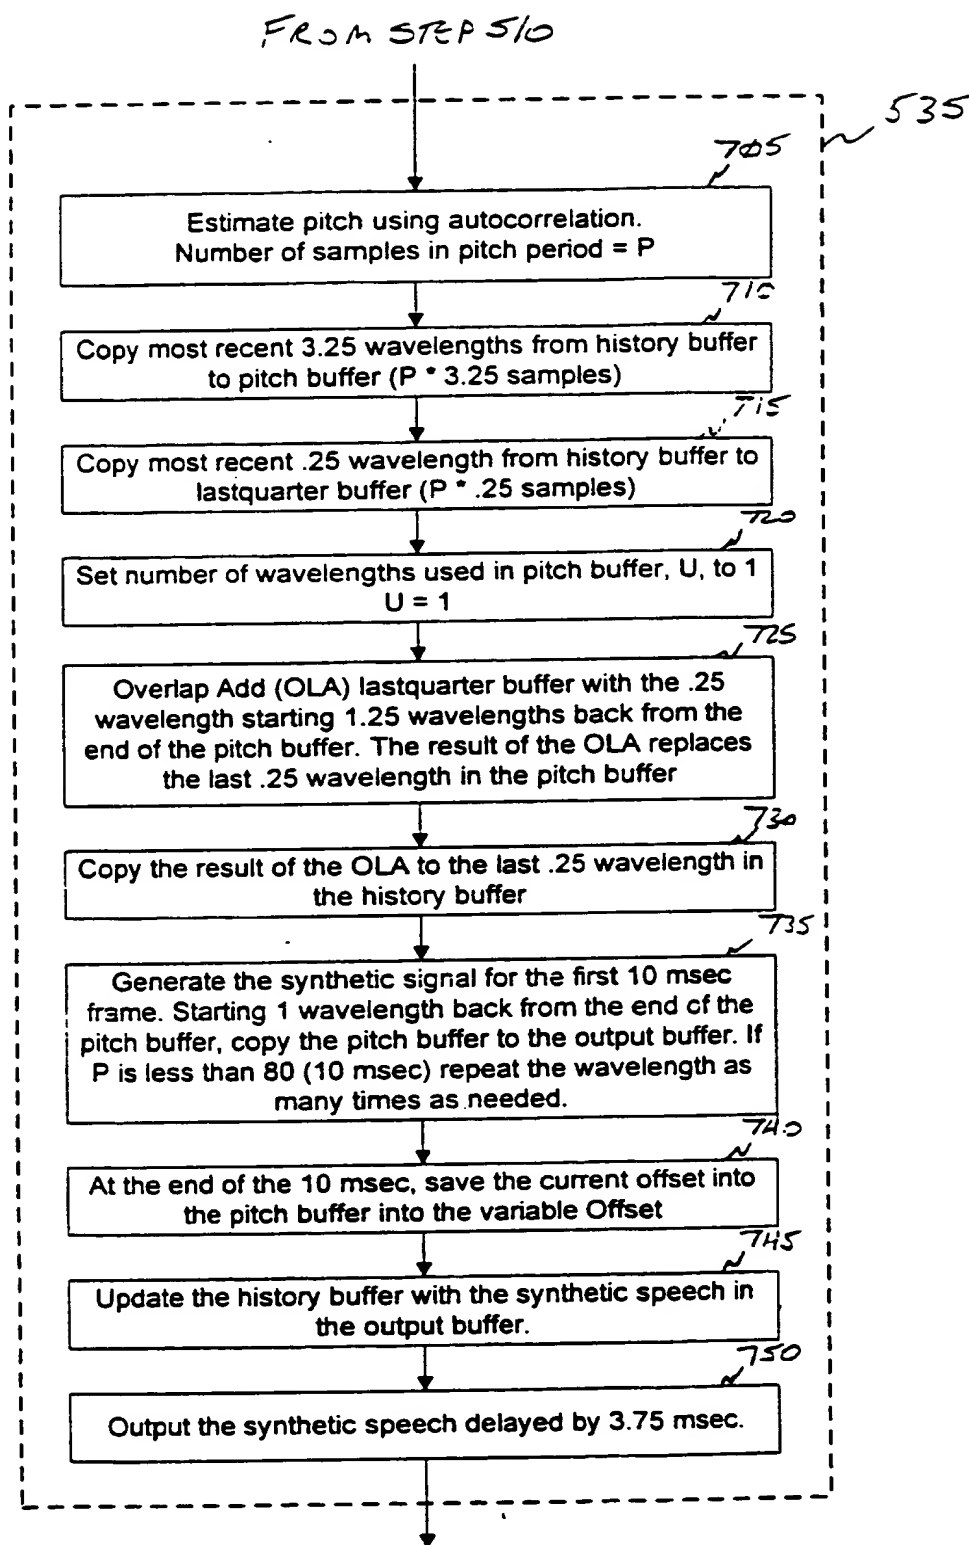 FROM STEP 510
535
705
Estimate pitch using autocorrelation.
Number of samples in pitch period = P
710
Copy most recent 3.25 wavelengths from history buffer
to pitch buffer (P * 3.25 samples)
715
Copy most recent .25 wavelength from history buffer to
lastquarter buffer (P * .25 samples)
720
Set number of wavelengths used in pitch buffer, U, to 1
U = 1
725
Overlap Add (OLA) lastquarter buffer with the .25
wavelength starting 1.25 wavelengths back from the
end of the pitch buffer. The result of the OLA replaces
the last .25 wavelength in the pitch buffer
730
Copy the result of the OLA to the last .25 wavelength in
the history buffer
735
Generate the synthetic signal for the first 10 msec
frame. Starting 1 wavelength back from the end of the
pitch buffer, copy the pitch buffer to the output buffer. If
P is less than 80 (10 msec) repeat the wavelength as
many times as needed.
740
At the end of the 10 msec, save the current offset into
the pitch buffer into the variable Offset
745
Update the history buffer with the synthetic speech in
the output buffer.
750
Output the synthetic speech delayed by 3.75 msec.